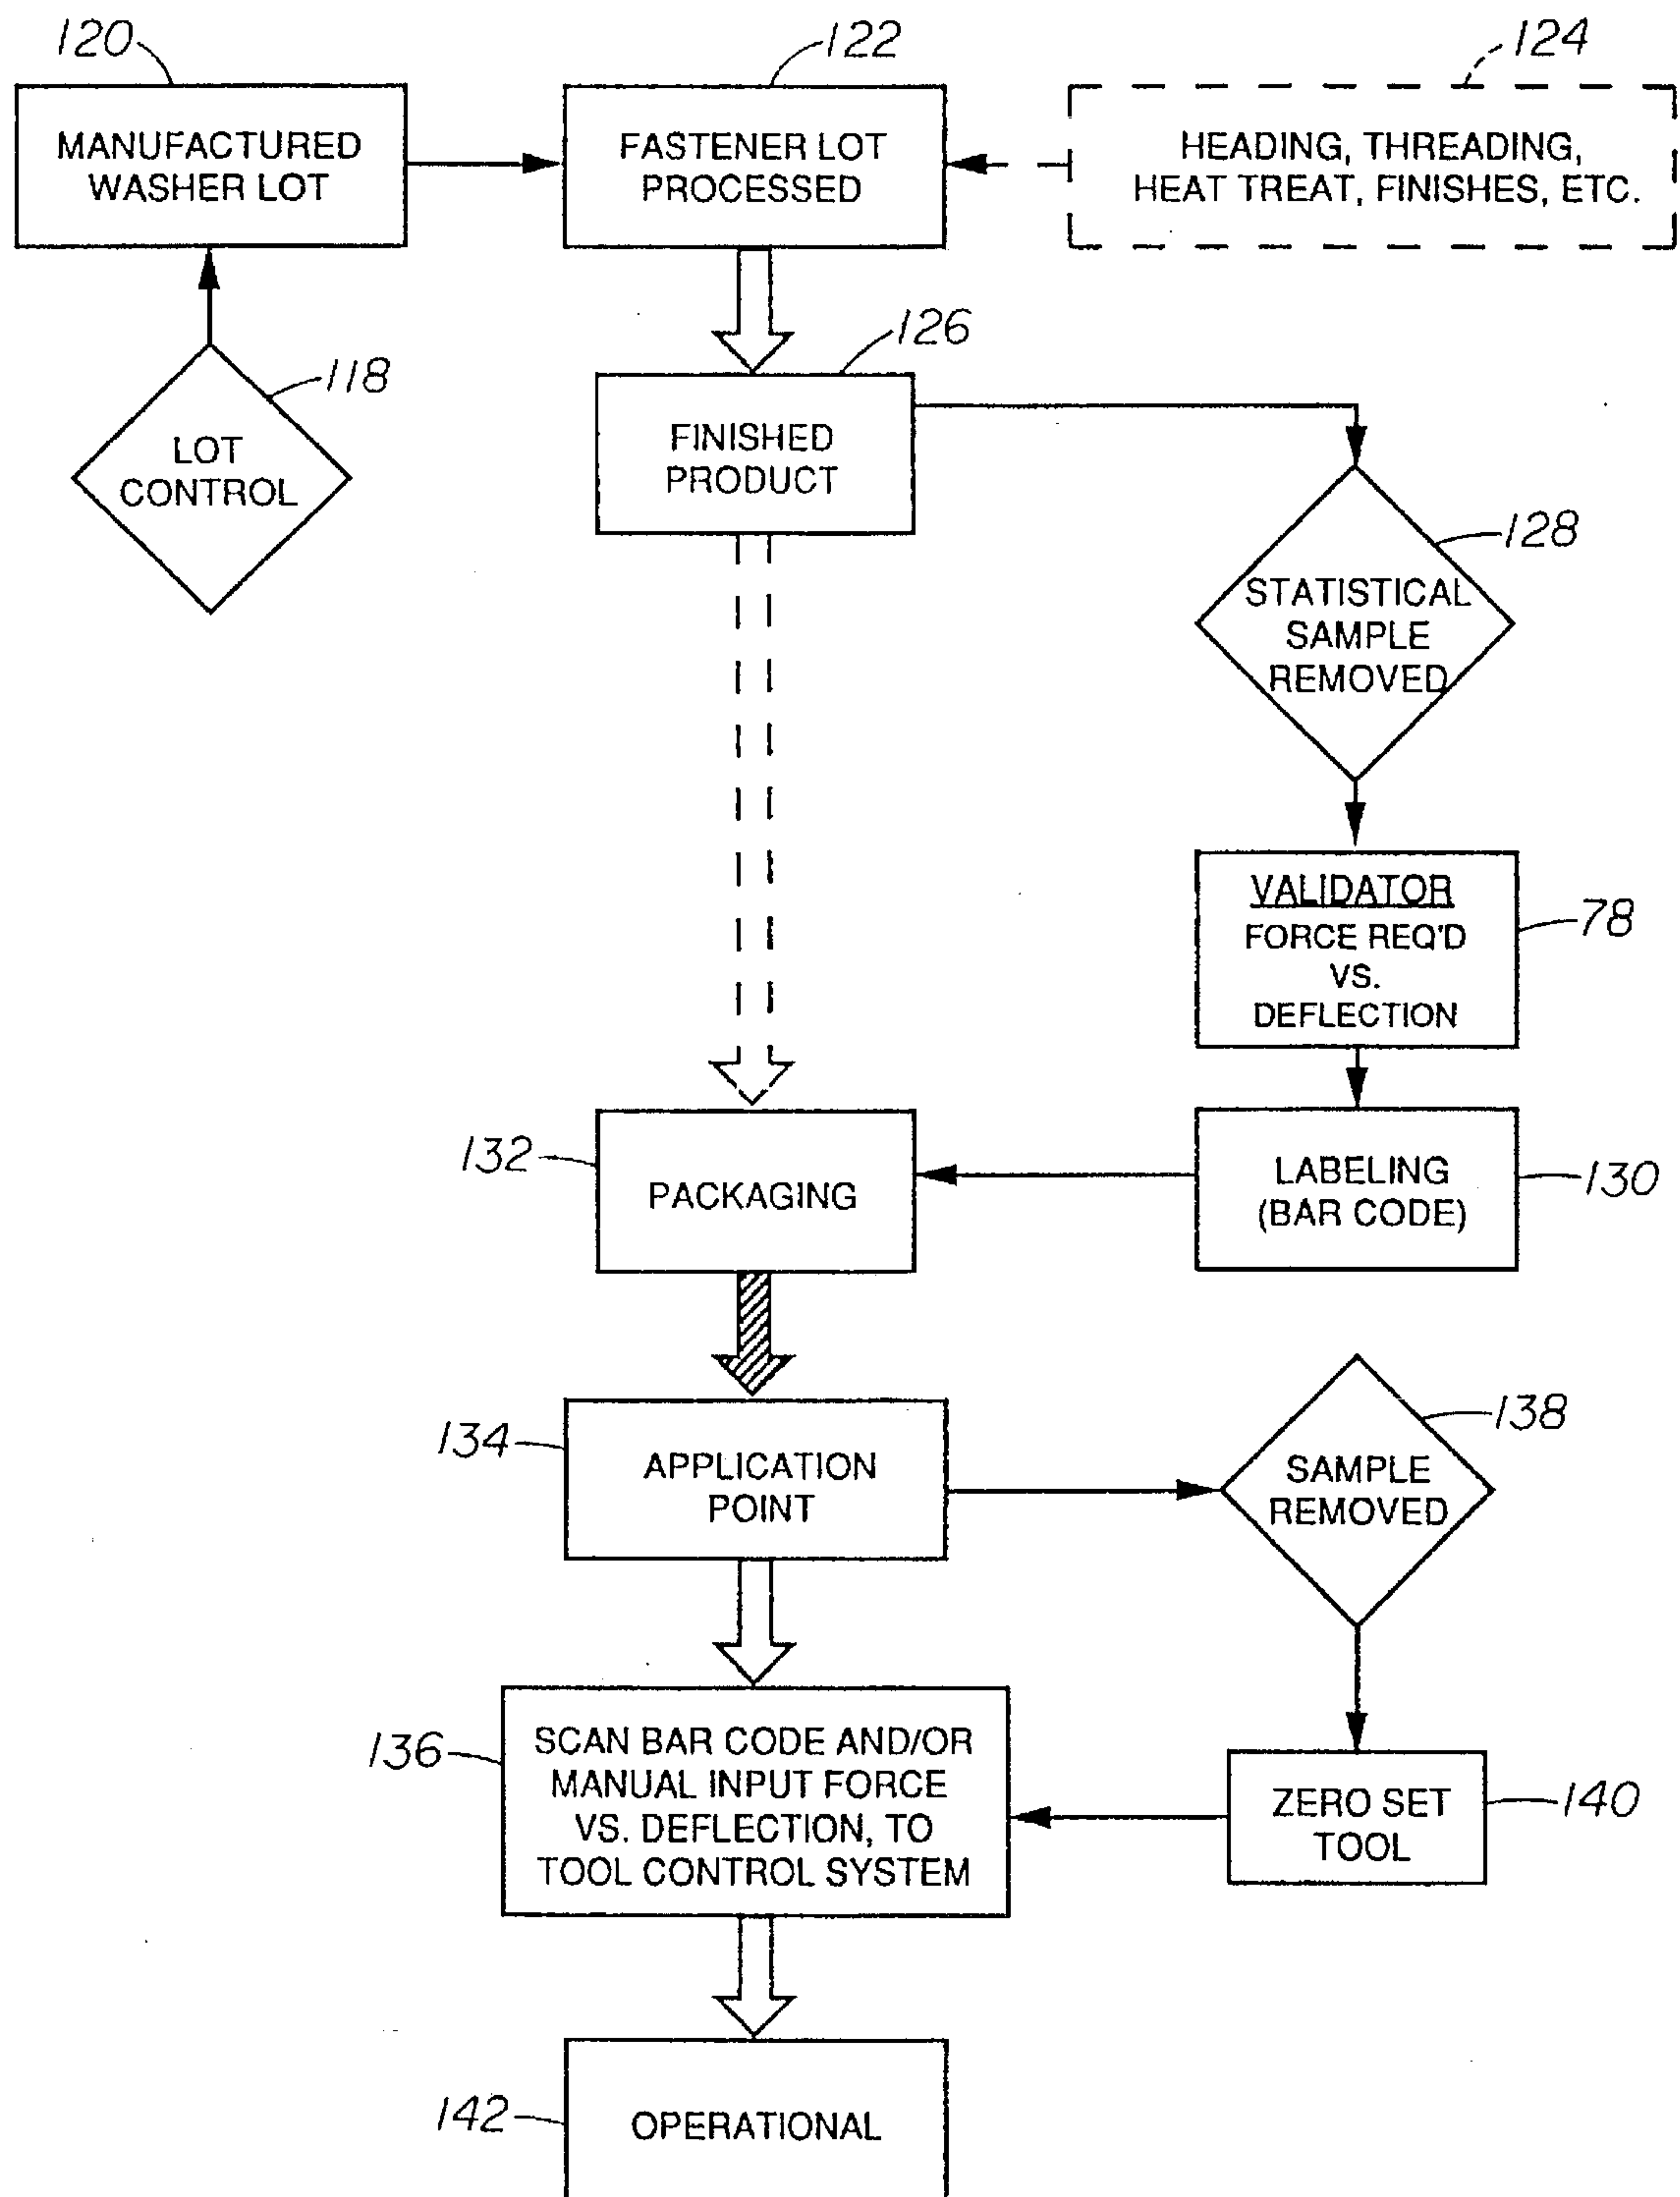 120
122
124
MANUFACTURED
WASHER LOT
FASTENER LOT
PROCESSED
HEADING, THREADING,
HEAT TREAT, FINISHES, ETC.
126
118
LOT
CONTROL
FINISHED
PRODUCT
128
STATISTICAL
SAMPLE
REMOVED
78
VALIDATOR
FORCE REQ'D
VS.
DEFLECTION
132
PACKAGING
LABELING
(BAR CODE)
130
134
APPLICATION
POINT
138
SAMPLE
REMOVED
136
SCAN BAR CODE AND/OR
MANUAL INPUT FORCE
VS. DEFLECTION, TO
TOOL CONTROL SYSTEM
ZERO SET
TOOL
140
142
OPERATIONAL